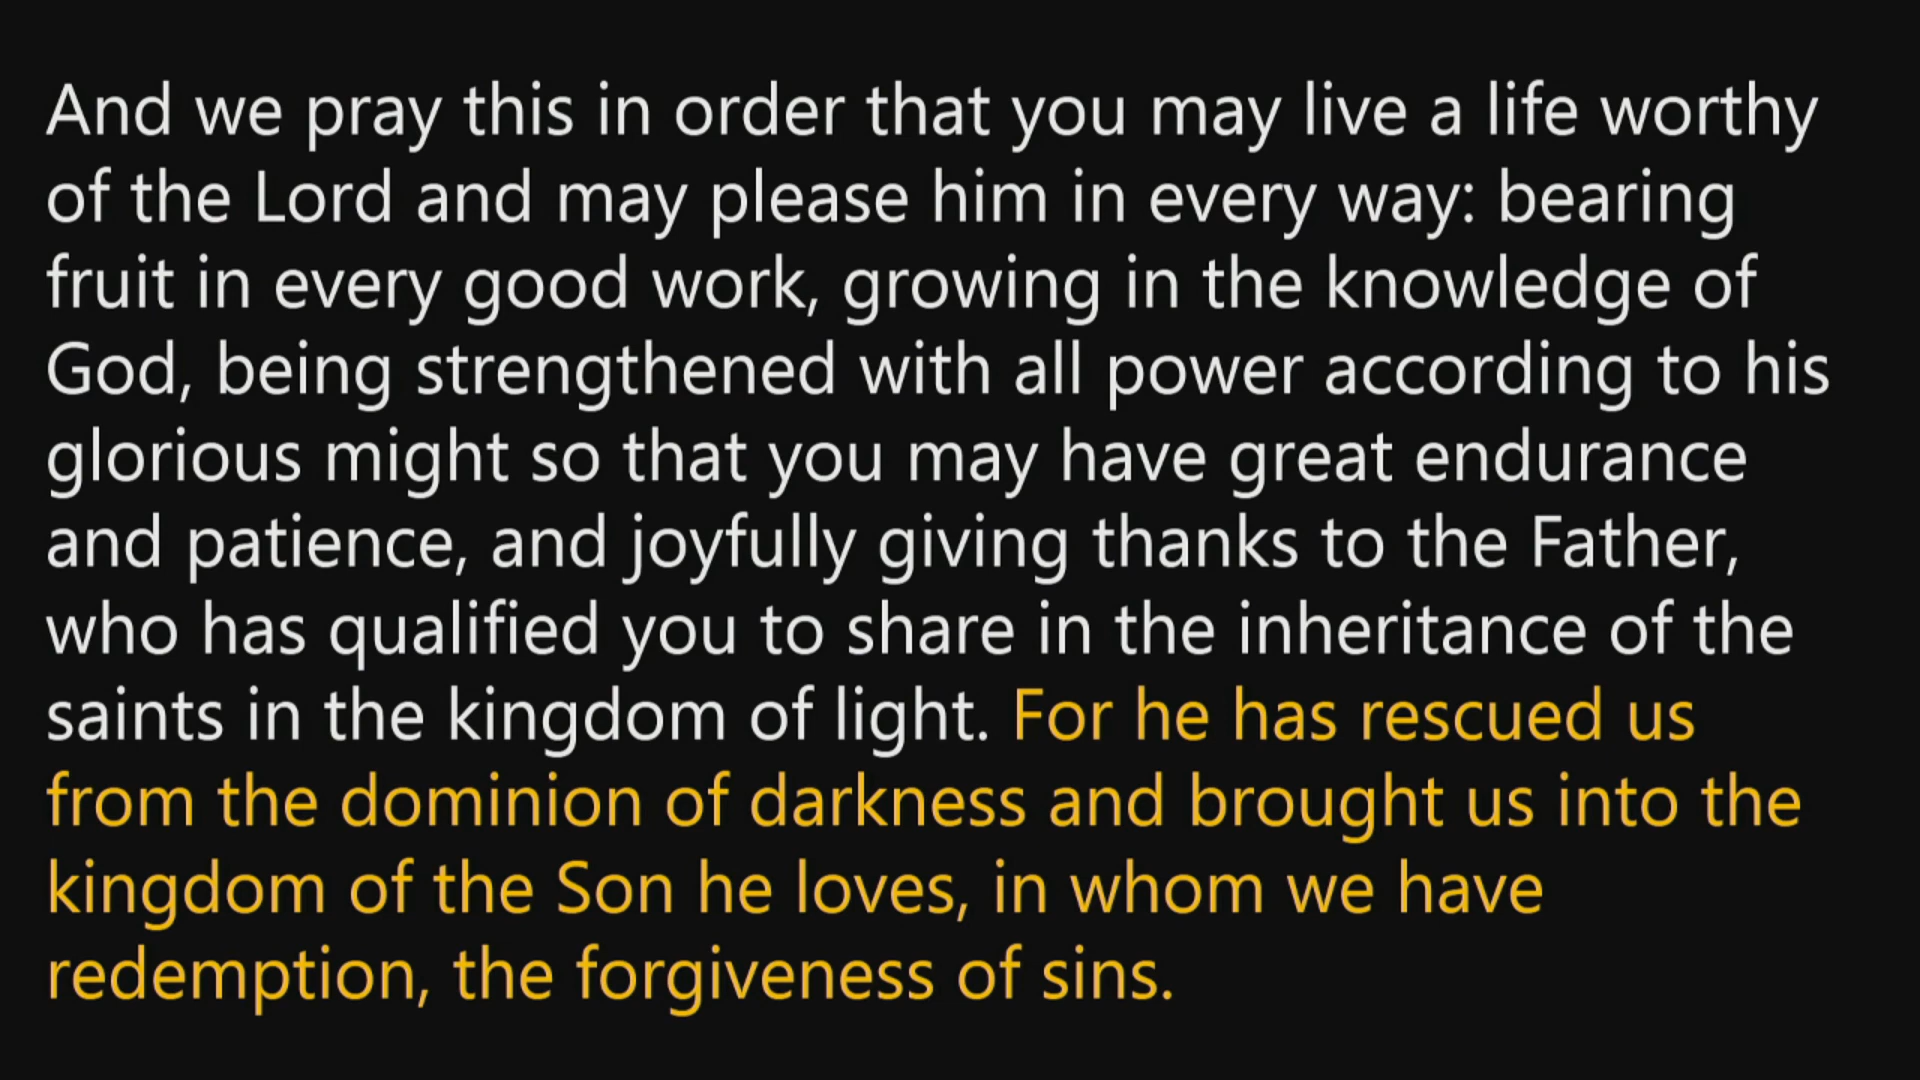 And we pray this in order that you may live a life worthy
of the Lord and may please him in every way: bearing
fruit in every good work, growing in the knowledge of
God, being strengthened with all power according to his
glorious might so that you may have great endurance
and patience, and joyfully giving thanks to the Father,
who has qualified you to share in the inheritance of the
saints in the kingdom of light. For he has rescued us
from the dominion of darkness and brought us into the
kingdom of the Son he loves, in whom we have
redemption, the forgiveness of sins.